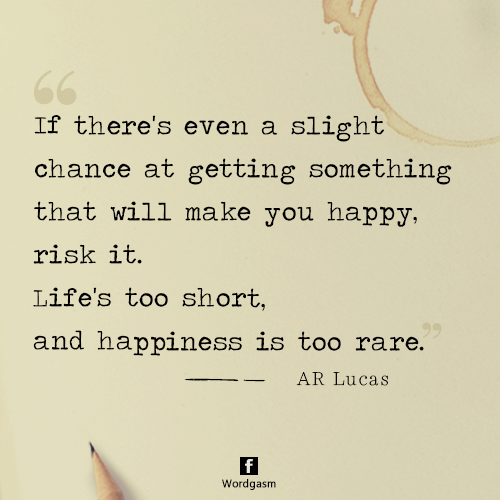 “
If there's even a slight
chance at getting something
that will make you happy,
risk it.
Life's too short,
and happiness is too rare.”
—— — AR Lucas
f
Wordgasm